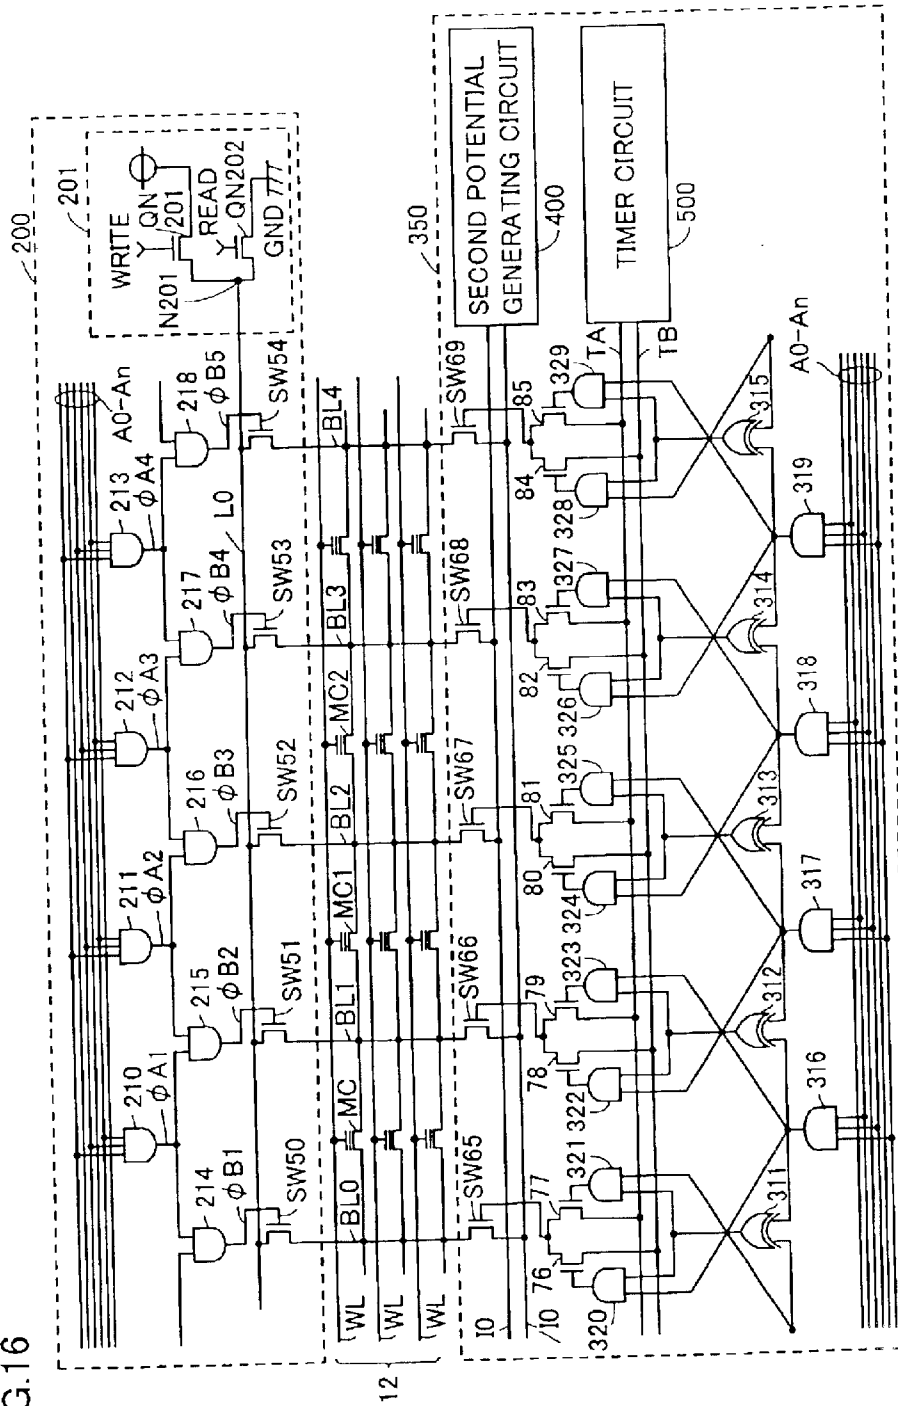 G.16
200
201
WRITE
QN
201
READ
QN202
GND
N201
A0-An
213
ϕA4
218
ϕB5
SW54
L0
212
ϕA3
217
ϕB4
SW53
211
ϕA2
216
ϕB3
SW52
210
ϕA1
215
ϕB2
SW51
214
ϕB1
SW50
BL4
BL3
MC2
BL2
MC1
BL1
MC
BL0
WL
WL
WL
12
350
SECOND POTENTIAL
GENERATING CIRCUIT
400
TIMER CIRCUIT
500
SW69
SW68
SW67
SW66
SW65
IO
IO
TA
TB
85
84
83
82
81
80
79
78
77
76
329
328
327
326
325
324
323
322
321
320
315
314
313
312
311
319
318
317
316
A0-An